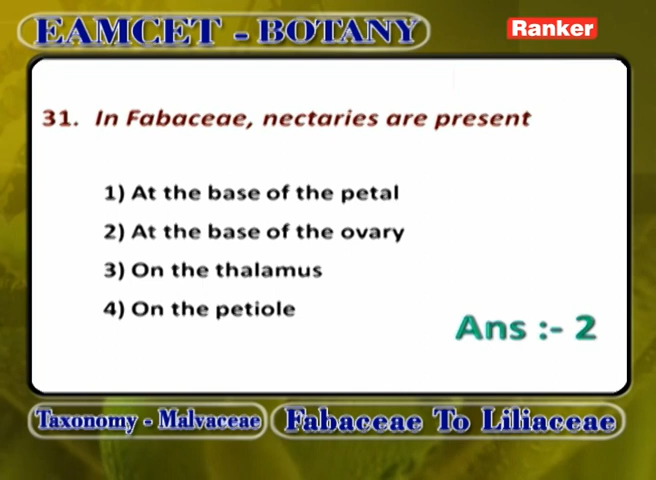 EAMCET - BOTANY
Ranker
31. In Fabaceae, nectaries are present
1) At the base of the petal
2) At the base of the ovary
3) On the thalamus
4) On the petiole
Ans :- 2
Taxonomy - Malvaceae
Fabaceae To Liliaceae